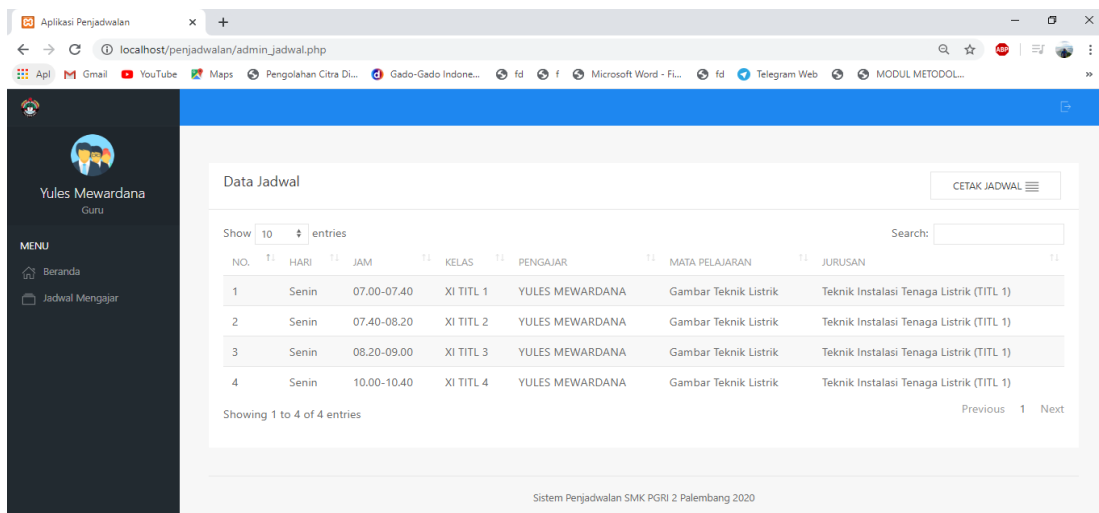 Aplikasi Penjadwalan
localhost/penjadwalan/admin_jadwal.php
ABP
Apl Gmail YouTube Maps Pengolahan Citra Di... Gado-Gado Indone... fd f Microsoft Word - Fi... fd Telegram Web MODUL METODOL... »
Yules Mewardana
Guru
MENU
Beranda
Jadwal Mengajar
Data Jadwal
CETAK JADWAL
Show 10 entries Search:
NO. HARI JAM KELAS PENGAJAR MATA PELAJARAN JURUSAN
1 Senin 07.00-07.40 XI TITL 1 YULES MEWARDANA Gambar Teknik Listrik Teknik Instalasi Tenaga Listrik (TITL 1)
2 Senin 07.40-08.20 XI TITL 2 YULES MEWARDANA Gambar Teknik Listrik Teknik Instalasi Tenaga Listrik (TITL 1)
3 Senin 08.20-09.00 XI TITL 3 YULES MEWARDANA Gambar Teknik Listrik Teknik Instalasi Tenaga Listrik (TITL 1)
4 Senin 10.00-10.40 XI TITL 4 YULES MEWARDANA Gambar Teknik Listrik Teknik Instalasi Tenaga Listrik (TITL 1)
Showing 1 to 4 of 4 entries
Previous 1 Next
Sistem Penjadwalan SMK PGRI 2 Palembang 2020